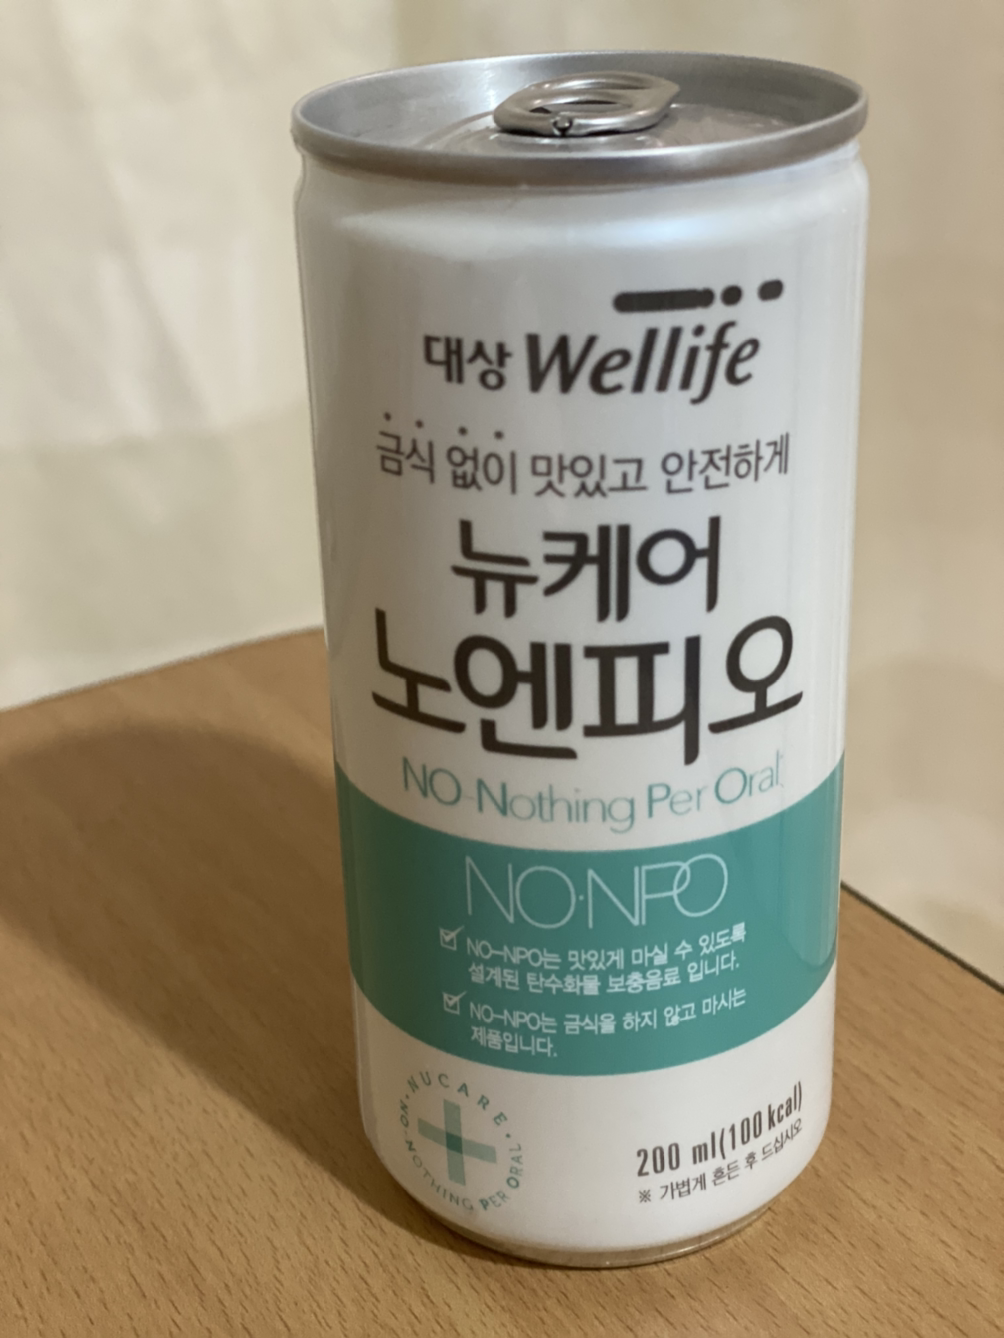 대상 Wellife
금식 없이 맛있고 안전하게
뉴케어
노엔피오
NO-Nothing Per Oral
NO·NPO
NO-NPO는 맛있게 마실 수 있도록
설계된 탄수화물 보충음료 입니다.
NO-NPO는 금식을 하지 않고 마시는
제품입니다.
NUCARE · NO-NOTHING PER ORAL ·
200 ml(100 kcal)
※ 가볍게 흔든 후 드십시오